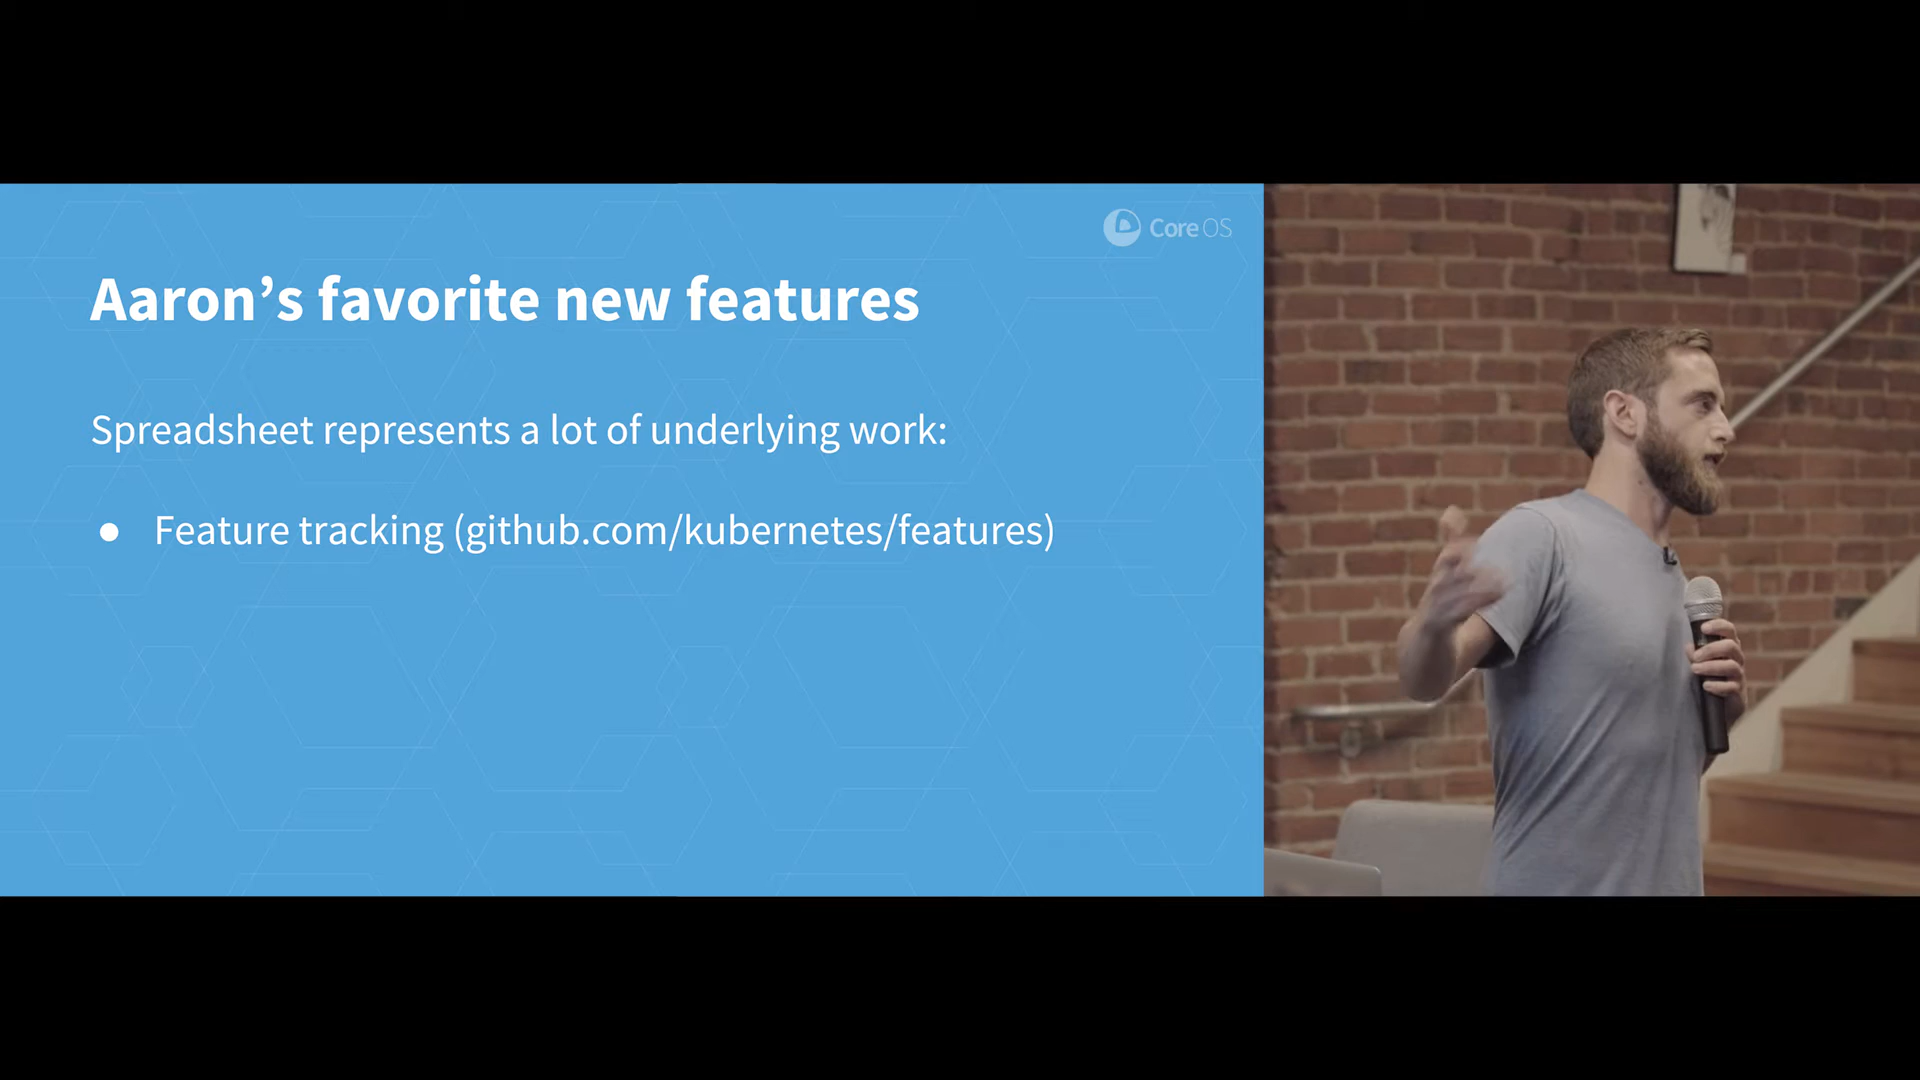 CoreOS
Aaron’s favorite new features
Spreadsheet represents a lot of underlying work:
● Feature tracking (github.com/kubernetes/features)